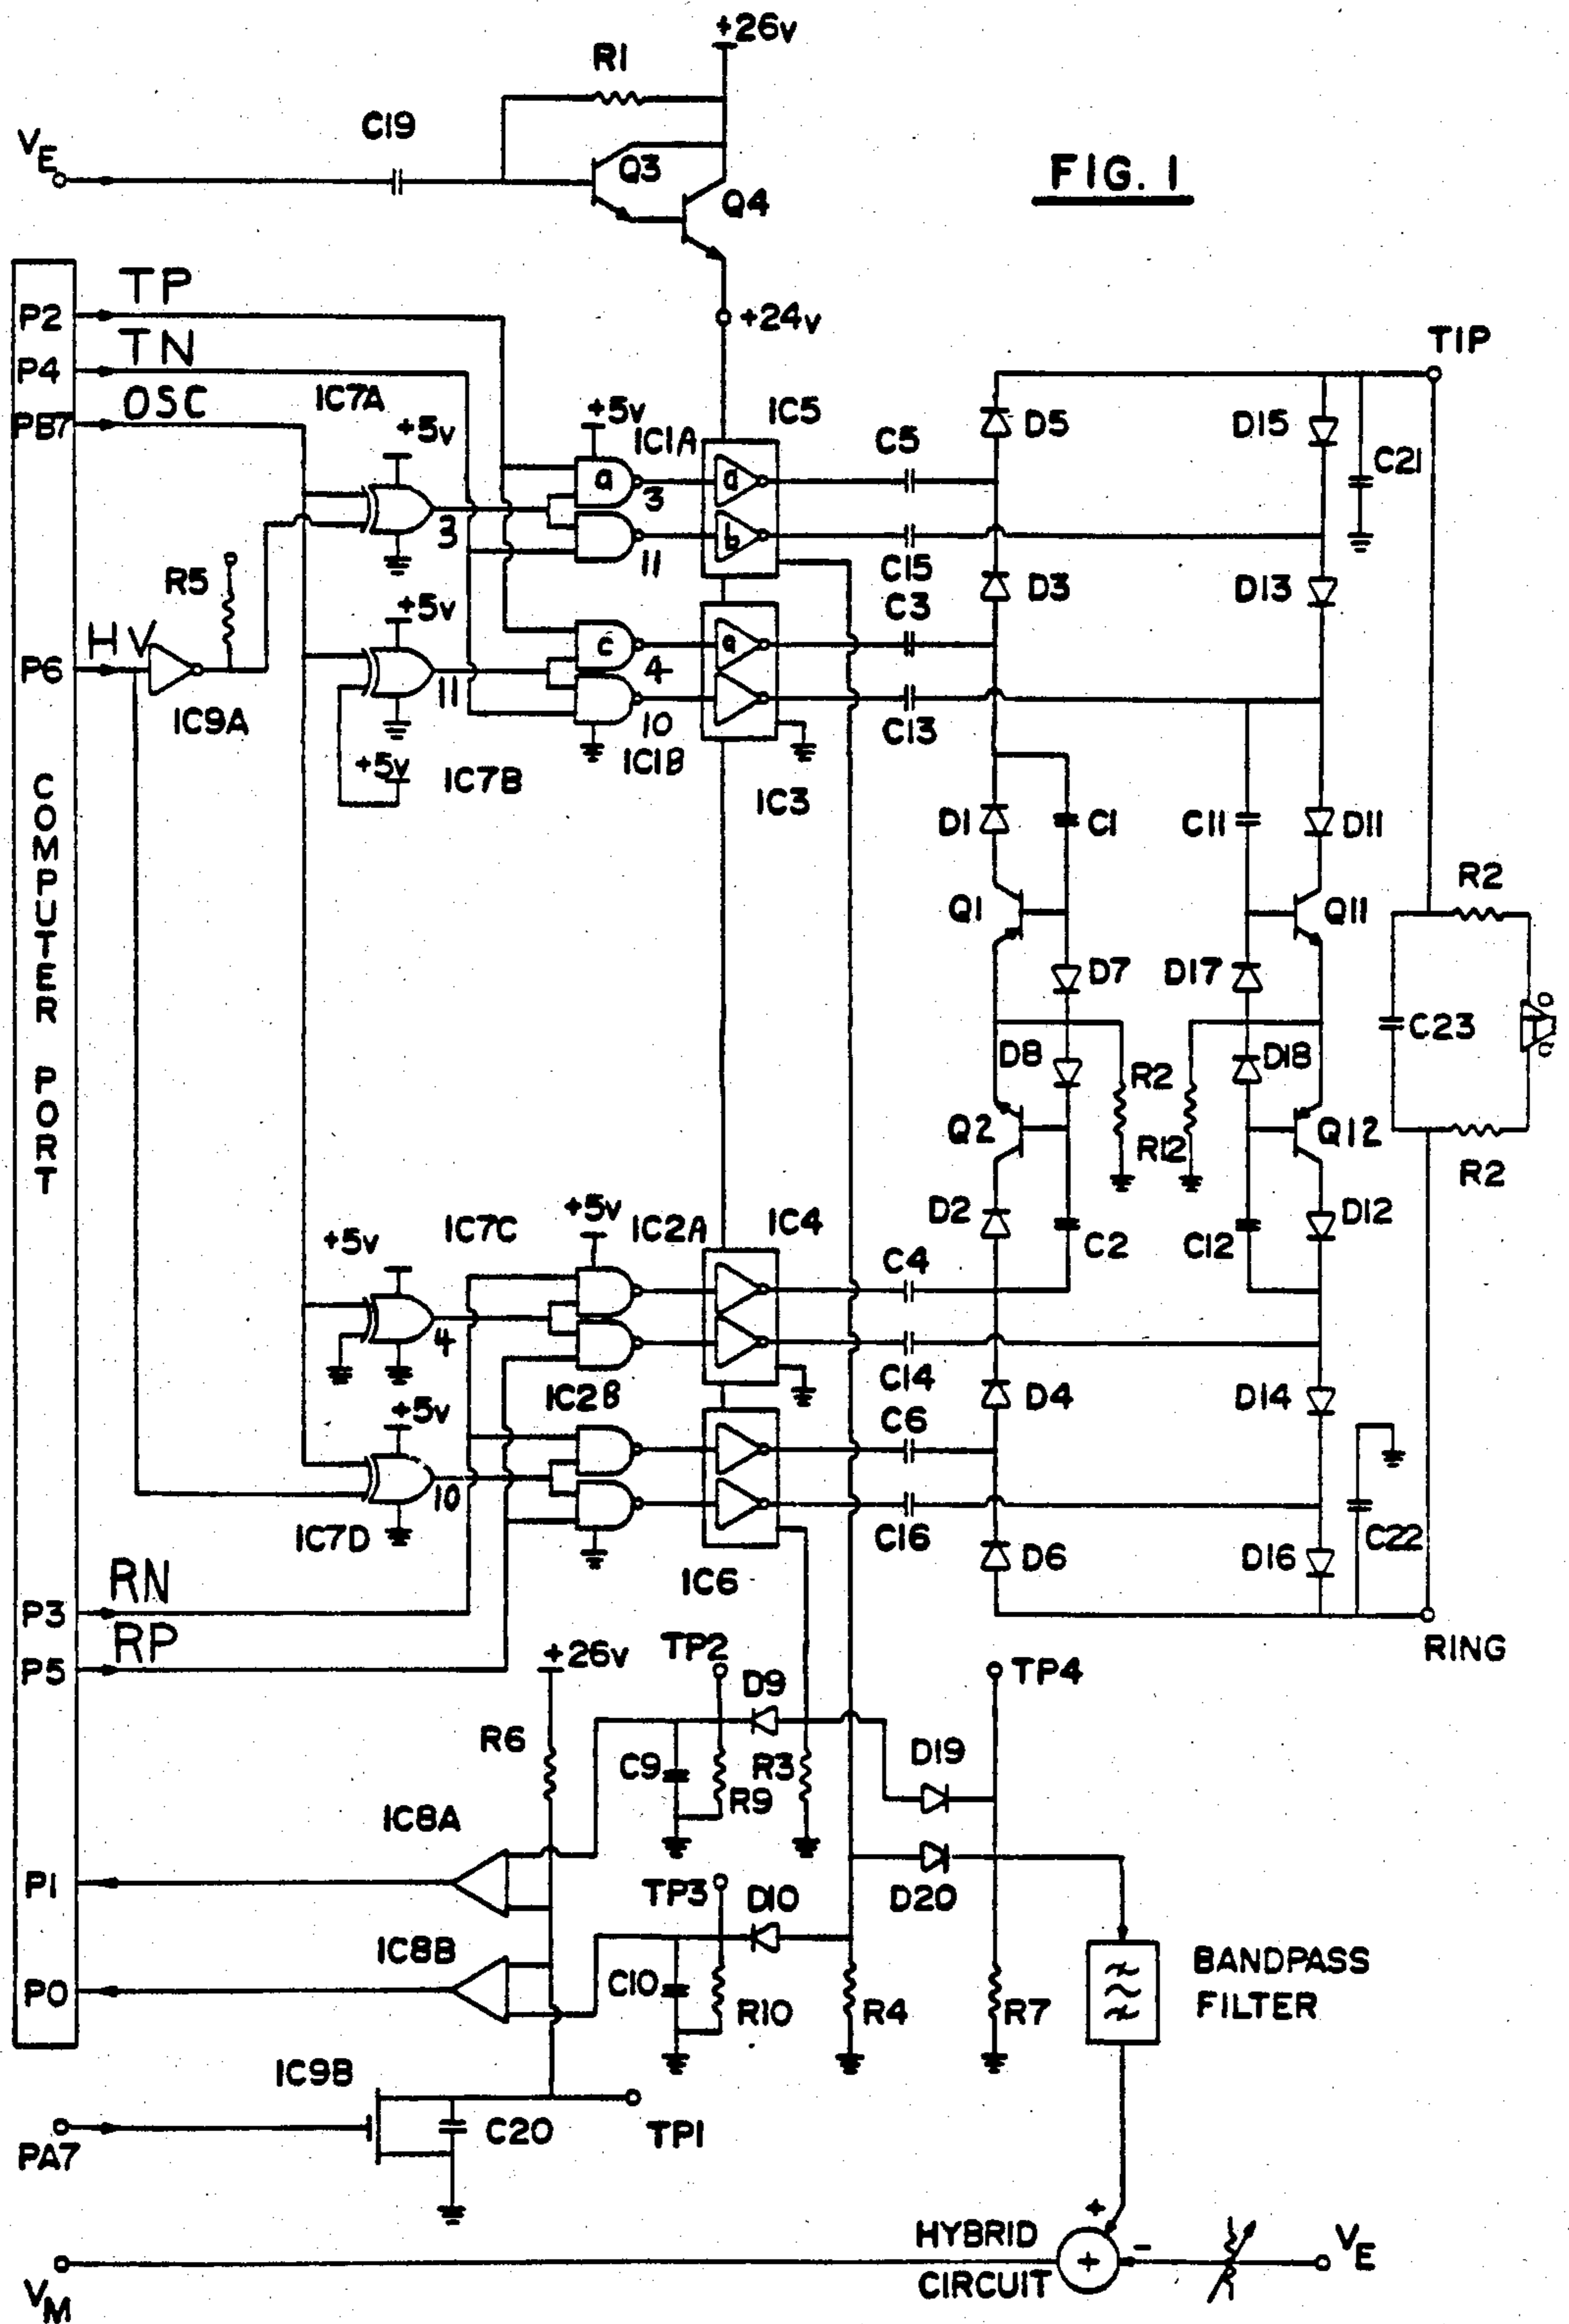 +26v
R1
C19
VE
Q3
Q4
FIG. 1
TP
P2
+24v
TN
TIP
P4
OSC
IC7A
PB7
+5v
+5v
IC1A
IC5
C5
D5
D15
C21
a
3
a
3
b
11
C15
R5
D3
D13
+5v
C3
HV
P6
c
4
a
11
10
C13
IC9A
IC1B
+5v
IC7B
IC3
COMPUTER PORT
D1
C1
C11
D11
R2
Q1
Q11
D7
D17
C23
D8
D18
R2
Q2
R12
Q12
R2
D2
C2
C12
D12
+5v
IC7C
+5v
IC2A
IC4
C4
4
C14
IC2B
D4
D14
+5v
C6
10
C16
C22
IC7D
D6
D16
RN
IC6
P3
RING
RP
P5
+26v
TP2
TP4
D9
R6
D19
C9
R3
R9
IC8A
P1
TP3
D10
D20
IC8B
BANDPASS
FILTER
P0
C10
R10
R4
R7
IC9B
C20
TP1
PA7
+
HYBRID
CIRCUIT
+
-
VE
VM